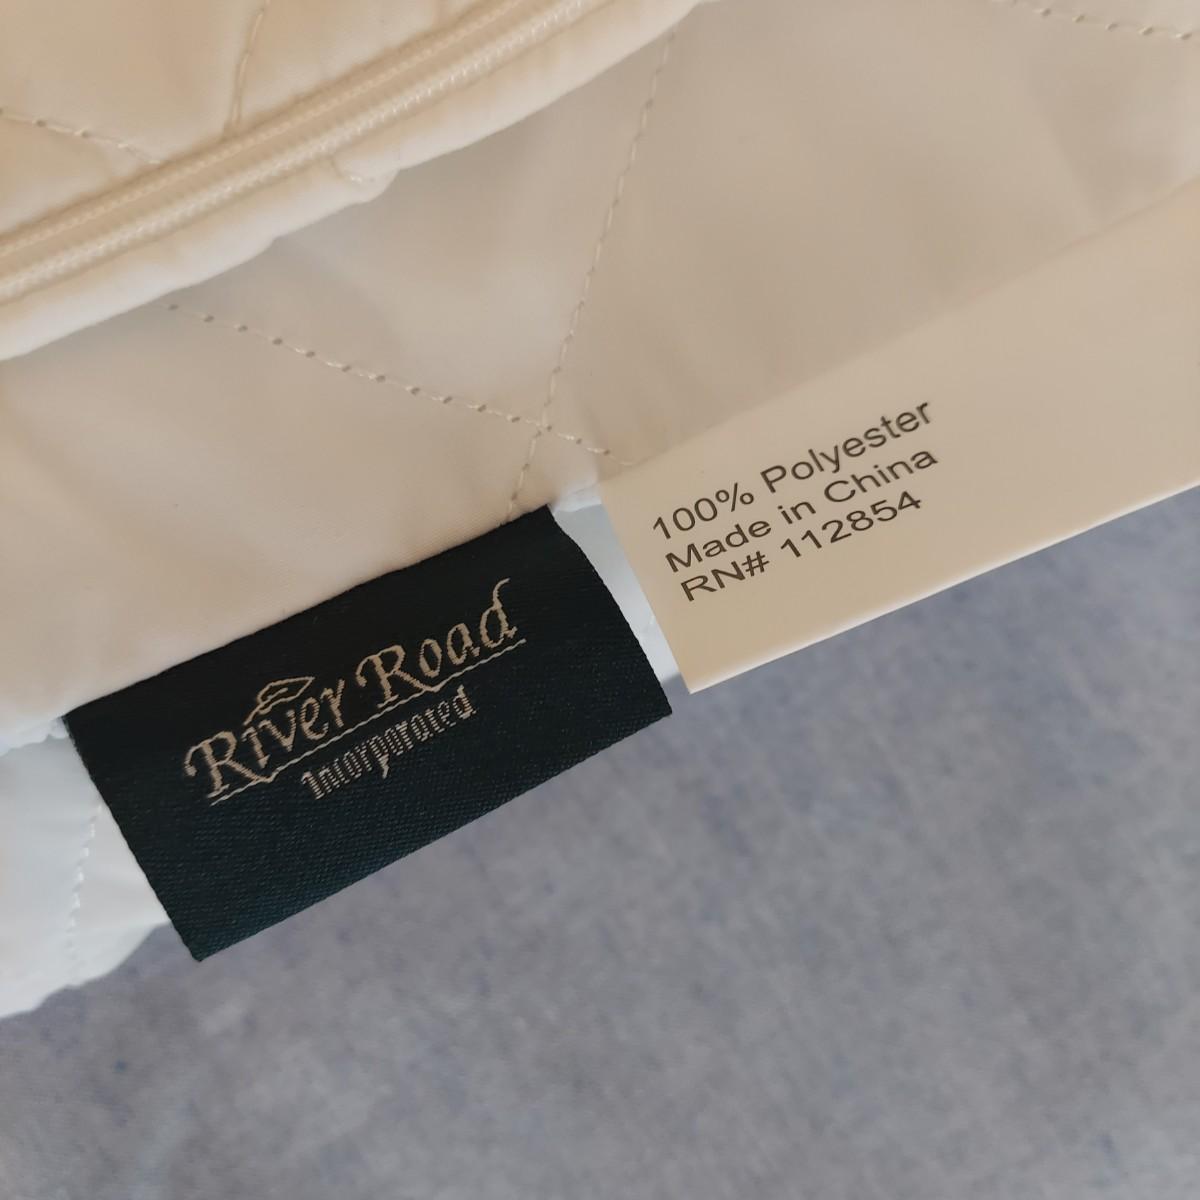 River Road
Incorporated
100% Polyester
Made in China
RN# 112854